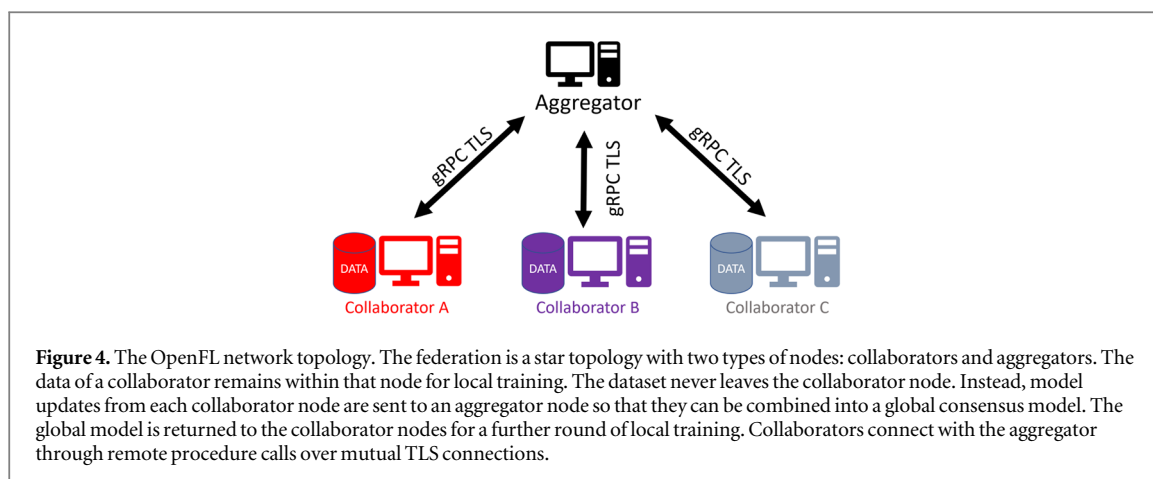 Aggregator
gRPC TLS
gRPC TLS
gRPC TLS
DATA
DATA
DATA
Collaborator A
Collaborator B
Collaborator C
Figure 4. The OpenFL network topology. The federation is a star topology with two types of nodes: collaborators and aggregators. The
data of a collaborator remains within that node for local training. The dataset never leaves the collaborator node. Instead, model
updates from each collaborator node are sent to an aggregator node so that they can be combined into a global consensus model. The
global model is returned to the collaborator nodes for a further round of local training. Collaborators connect with the aggregator
through remote procedure calls over mutual TLS connections.